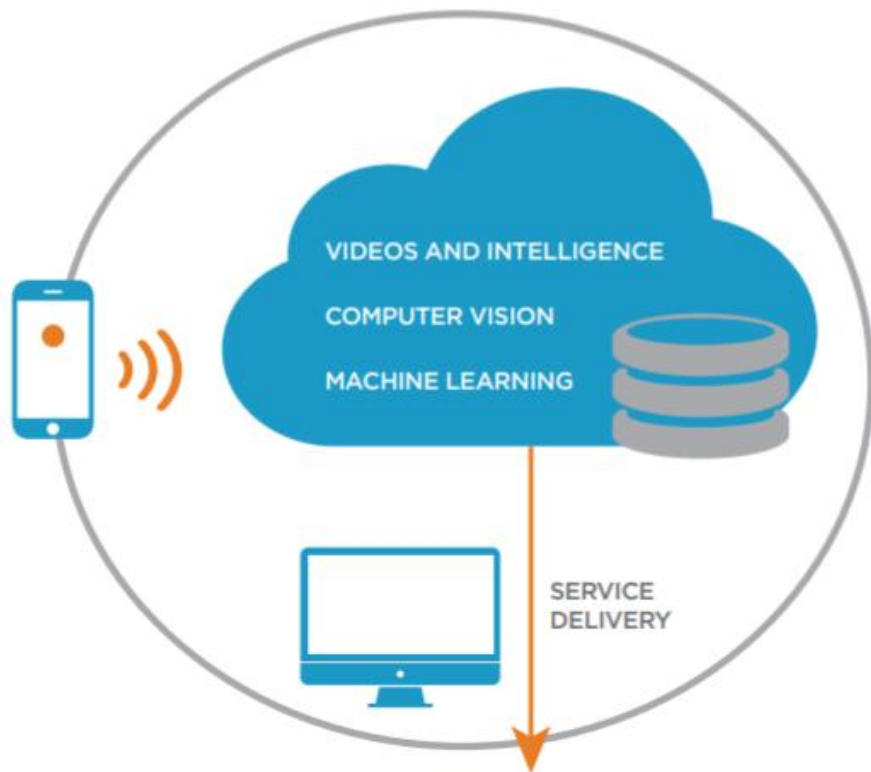 VIDEOS AND INTELLIGENCE
COMPUTER VISION
MACHINE LEARNING
SERVICE
DELIVERY